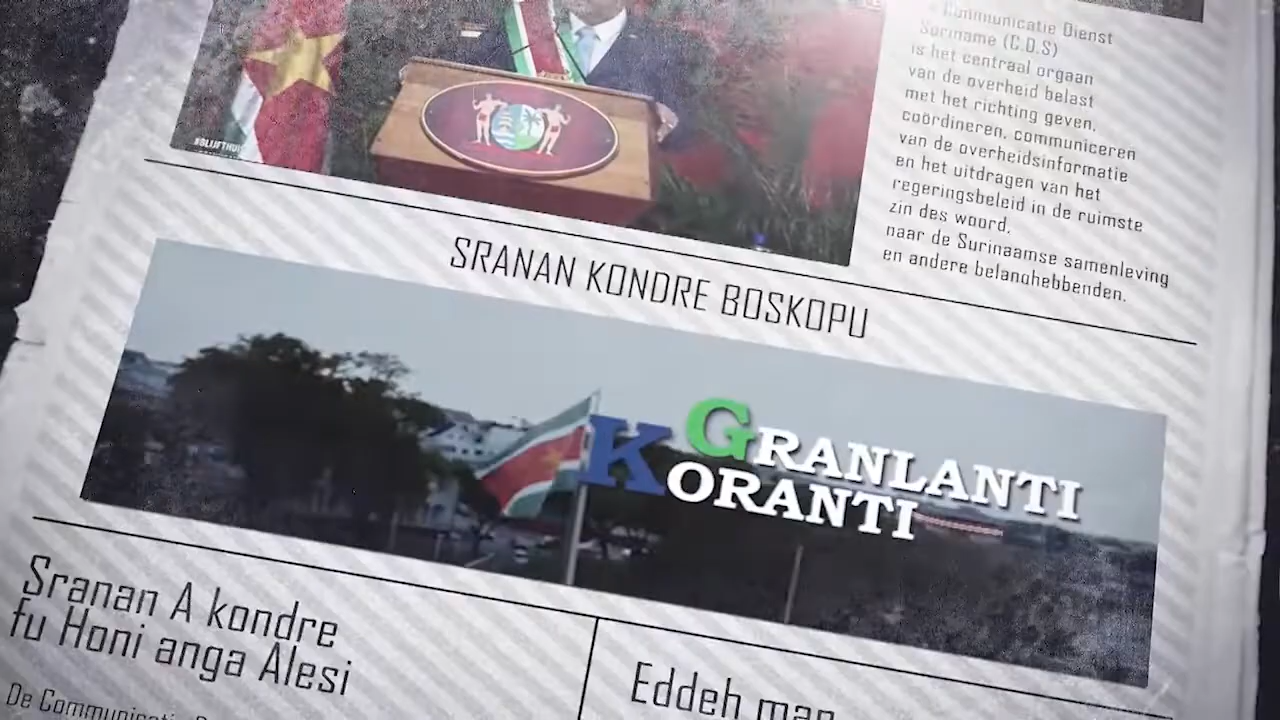 Communicatie Dienst
Suriname (C.D.S)
is het centraal orgaan
van de overheid belast
met het richting geven,
coördineren, communiceren
van de overheidsinformatie
en het uitdragen van het
regeringsbeleid in de ruimste
zin des woord,
naar de Surinaamse samenleving
en andere belanghebbenden.
SRANAN KONDRE BOSKOPU
GRANLANTI
KORANTI
Sranan A kondre
fu Honi anga Alesi
De
Eddeh man